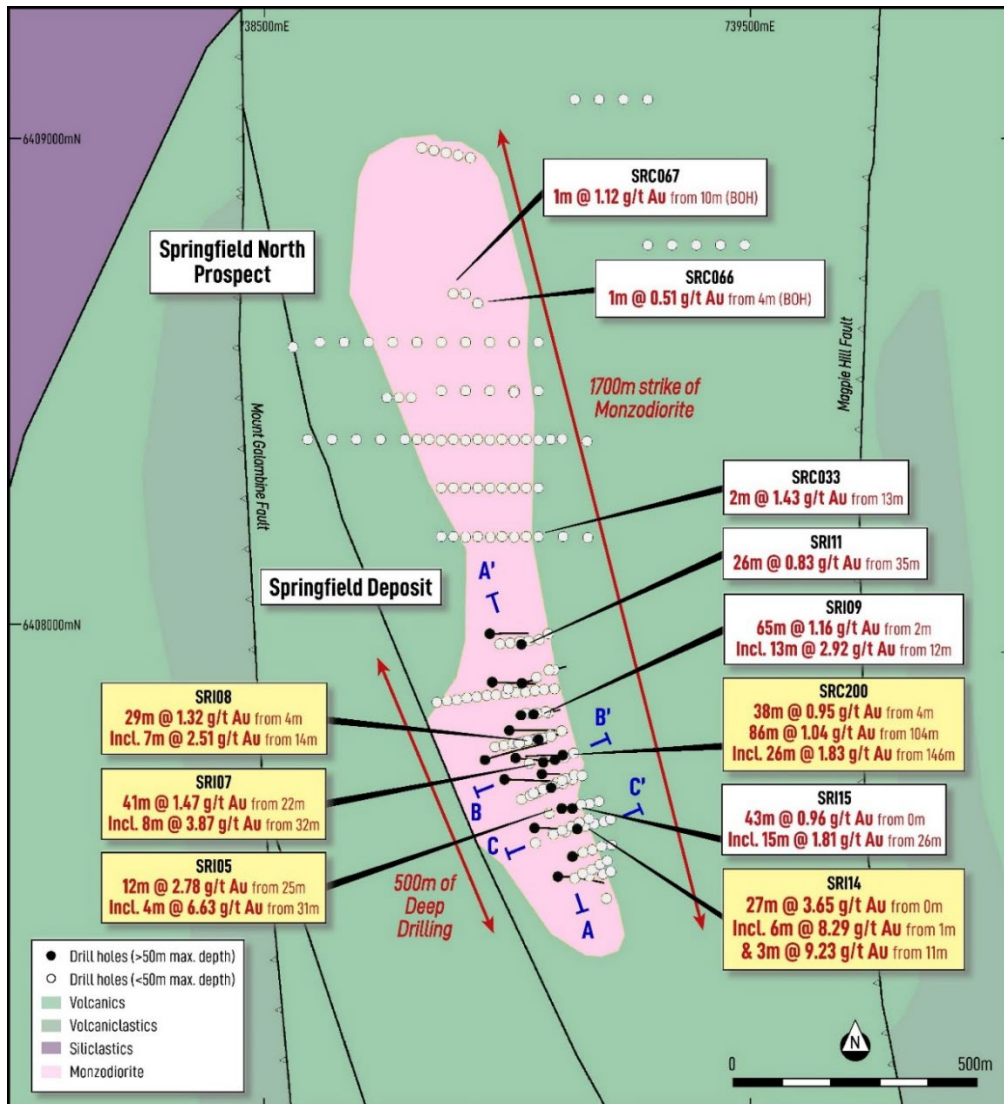 738500mE
739500mE
6409000mN
SRC067
1m @ 1.12 g/t Au from 10m (BOH)
Springfield North
Prospect
SRC066
1m @ 0.51 g/t Au from 4m (BOH)
Magpie Hill Fault
1700m strike of
Monzodiorite
Mount Galambine Fault
SRC033
2m @ 1.43 g/t Au from 13m
SRI11
26m @ 0.83 g/t Au from 35m
Springfield Deposit
A'
6408000mN
SRI09
65m @ 1.16 g/t Au from 2m
Incl. 13m @ 2.92 g/t Au from 12m
SRI08
29m @ 1.32 g/t Au from 4m
Incl. 7m @ 2.51 g/t Au from 14m
SRC200
38m @ 0.95 g/t Au from 4m
86m @ 1.04 g/t Au from 104m
Incl. 26m @ 1.83 g/t Au from 146m
B'
SRI07
41m @ 1.47 g/t Au from 22m
Incl. 8m @ 3.87 g/t Au from 32m
B
C'
SRI15
43m @ 0.96 g/t Au from 0m
Incl. 15m @ 1.81 g/t Au from 26m
C
SRI05
12m @ 2.78 g/t Au from 25m
Incl. 4m @ 6.63 g/t Au from 31m
500m of
Deep
Drilling
A
SRI14
27m @ 3.65 g/t Au from 0m
Incl. 6m @ 8.29 g/t Au from 1m
& 3m @ 9.23 g/t Au from 11m
Drill holes (>50m max. depth)
Drill holes (<50m max. depth)
Volcanics
Volcaniclastics
Siliclastics
Monzodiorite
N
0
500m